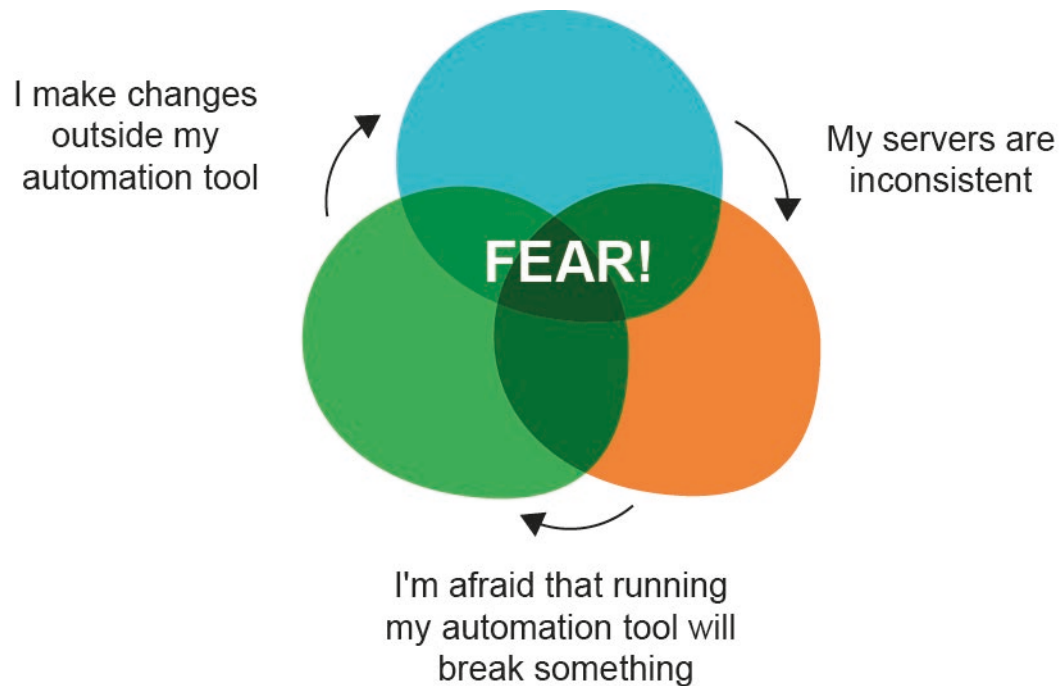 I make changes
outside my
automation tool
My servers are
inconsistent
FEAR!
I'm afraid that running
my automation tool will
break something